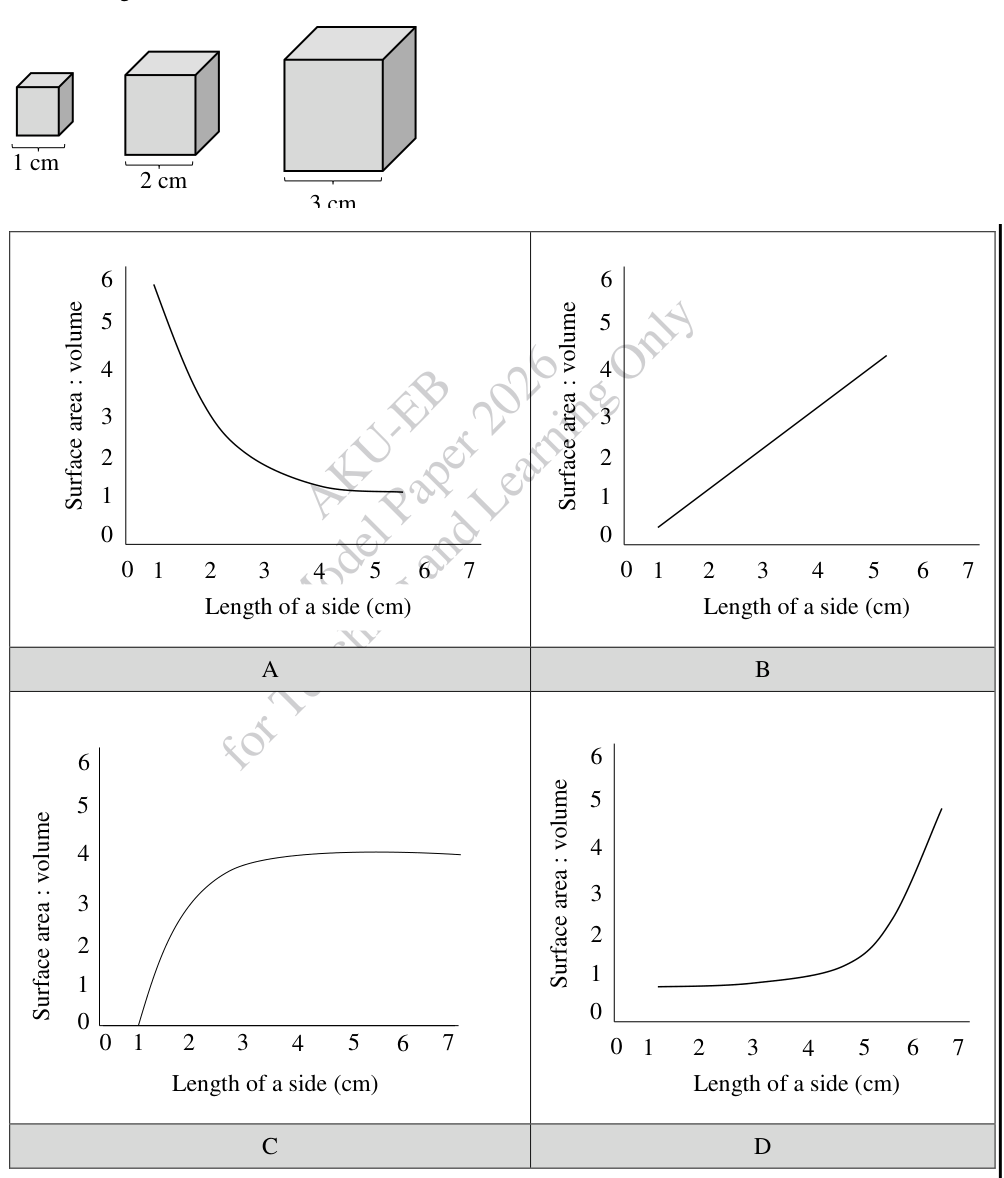 1 cm
2 cm
3 cm
Surface area : volume
6
5
4
3
2
1
0
0 1 2 3 4 5 6 7
Length of a side (cm)
Surface area : volume
6
5
4
3
2
1
0
0 1 2 3 4 5 6 7
Length of a side (cm)
AKU-EB
Model Paper 2026
for Teaching and Learning Only
A
B
Surface area : volume
6
5
4
3
2
1
0
0 1 2 3 4 5 6 7
Length of a side (cm)
Surface area : volume
6
5
4
3
2
1
0
0 1 2 3 4 5 6 7
Length of a side (cm)
C
D